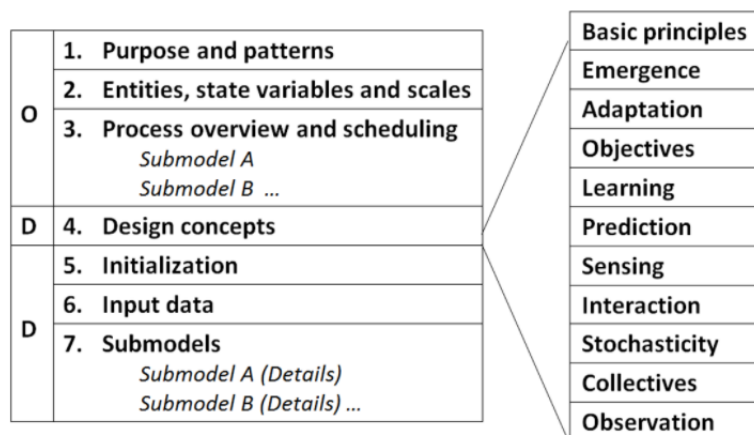 O
1. Purpose and patterns
2. Entities, state variables and scales
3. Process overview and scheduling
Submodel A
Submodel B ...
D
4. Design concepts
D
5. Initialization
6. Input data
7. Submodels
Submodel A (Details)
Submodel B (Details) ...
Basic principles
Emergence
Adaptation
Objectives
Learning
Prediction
Sensing
Interaction
Stochasticity
Collectives
Observation